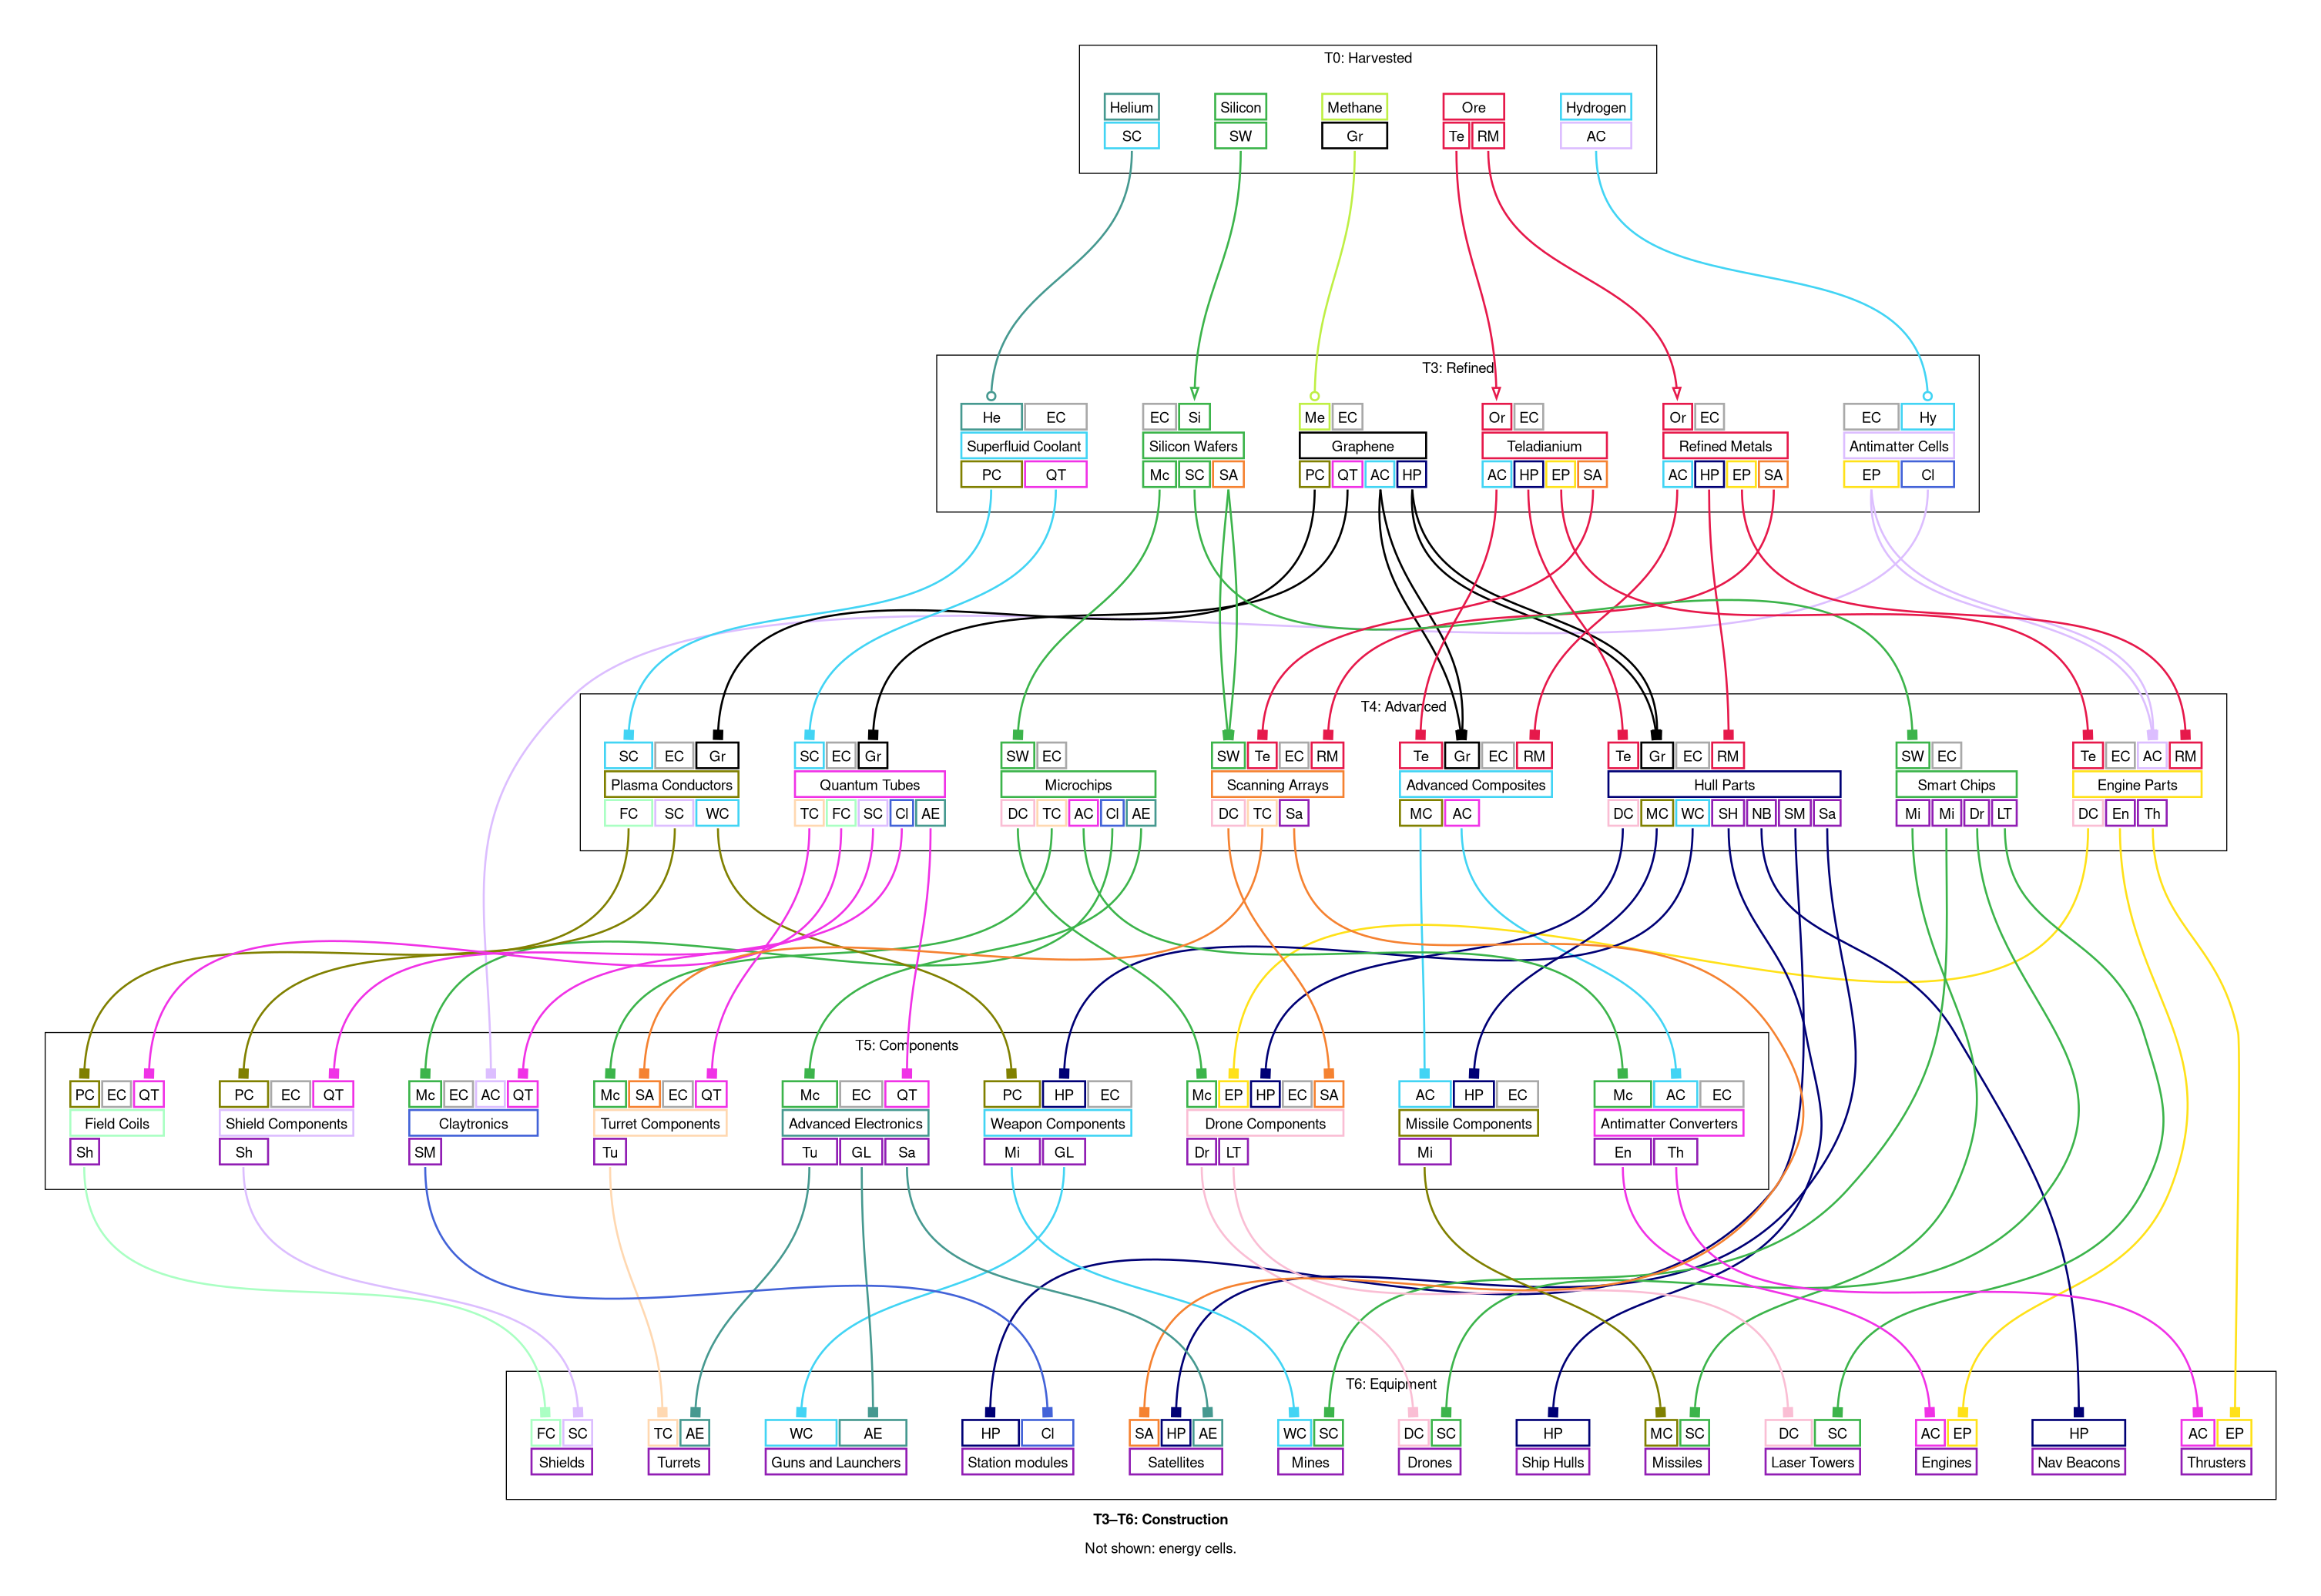 T0: Harvested
Helium Silicon Methane Ore Hydrogen
SC SW Gr Te RM AC
T3: Refined
He EC EC Si Me EC Or EC Or EC EC Hy
Superfluid Coolant Silicon Wafers Graphene Teladianium Refined Metals Antimatter Cells
PC QT Mc SC SA PC QT AC HP AC HP EP SA AC HP EP SA EP Cl
T4: Advanced
SC EC Gr SC EC Gr SW EC SW Te EC RM Te Gr EC RM Te Gr EC RM SW EC Te EC AC RM
Plasma Conductors Quantum Tubes Microchips Scanning Arrays Advanced Composites Hull Parts Smart Chips Engine Parts
FC SC WC TC FC SC Cl AE DC TC AC Cl AE DC TC Sa MC AC DC MC WC SH NB SM Sa Mi Mi Dr LT DC En Th
T5: Components
PC EC QT PC EC QT Mc EC AC QT Mc SA EC QT Mc EC QT PC HP EC Mc EP HP EC SA AC HP EC Mc AC EC
Field Coils Shield Components Claytronics Turret Components Advanced Electronics Weapon Components Drone Components Missile Components Antimatter Converters
Sh Sh SM Tu Tu GL Sa Mi GL Dr LT Mi En Th
T6: Equipment
FC SC TC AE WC AE HP Cl SA HP AE WC SC DC SC HP MC SC DC SC AC EP HP AC EP
Shields Turrets Guns and Launchers Station modules Satellites Mines Drones Ship Hulls Missiles Laser Towers Engines Nav Beacons Thrusters
T3–T6: Construction
Not shown: energy cells.